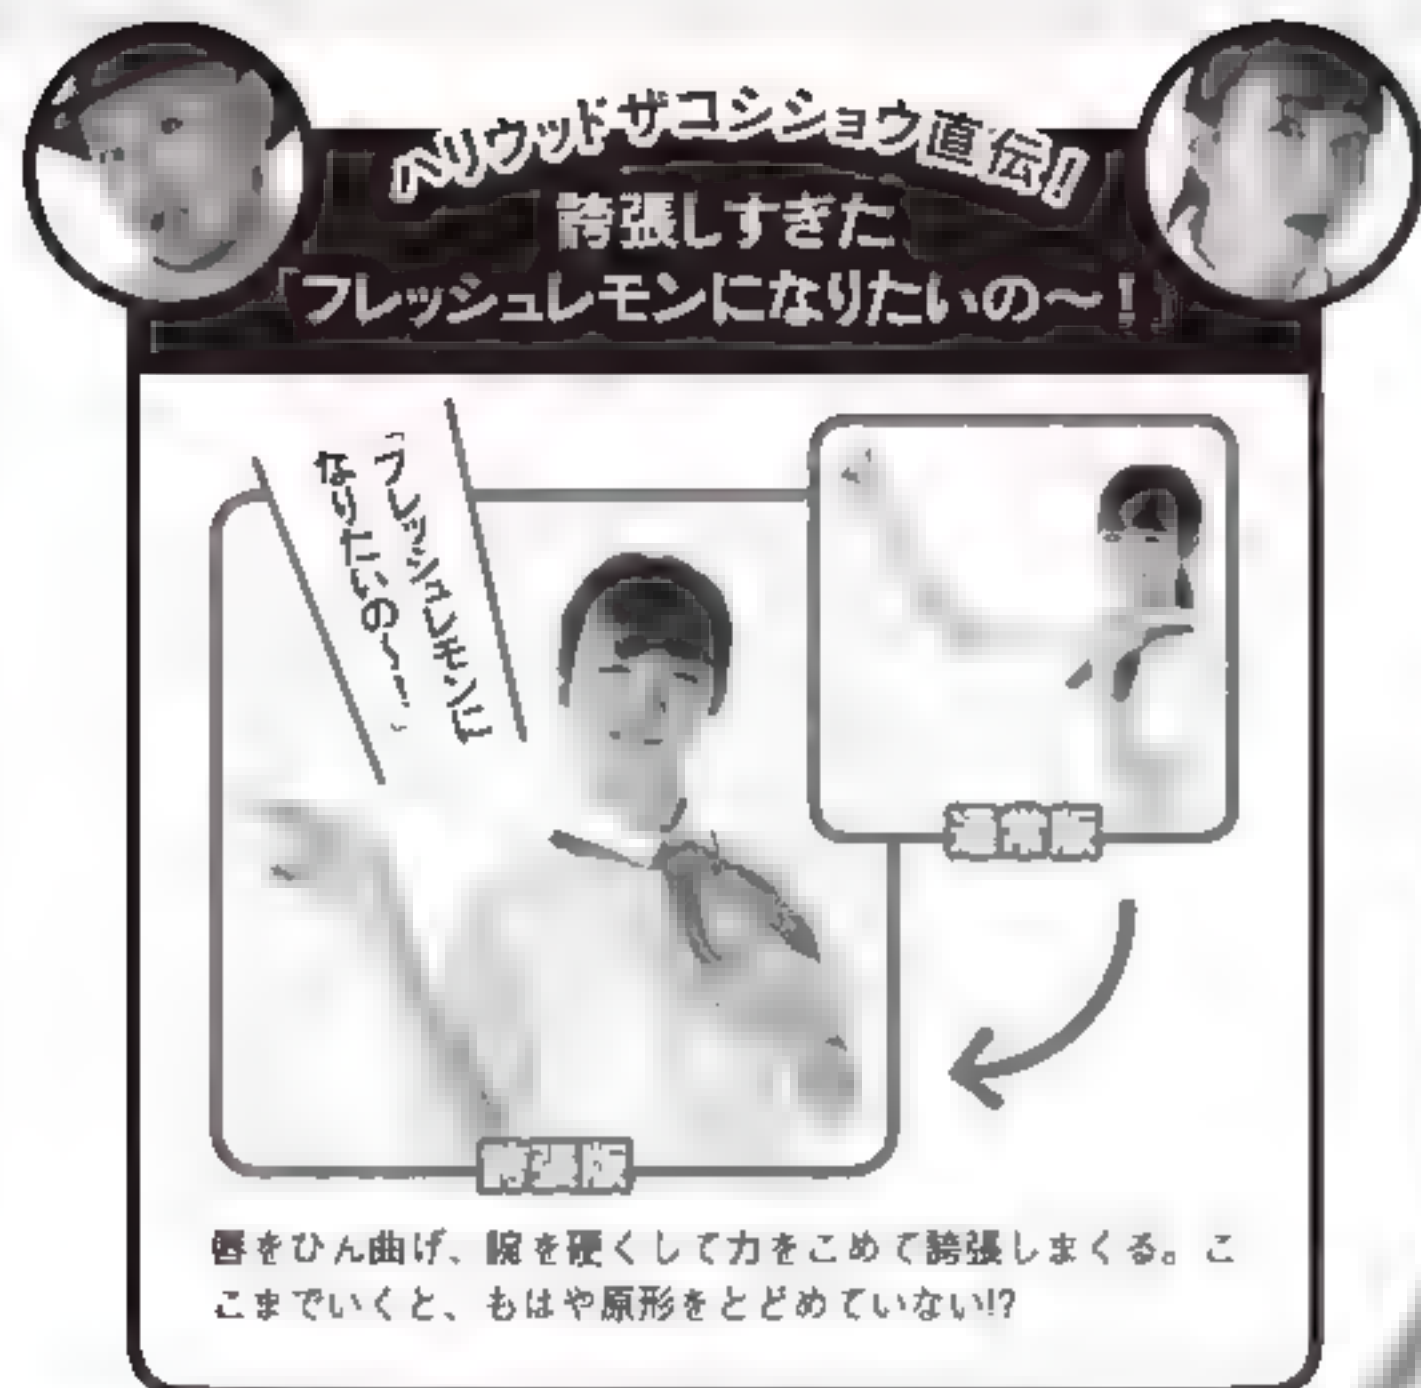 ハリウッドザコシショウ直伝!
誇張しすぎた
「フレッシュレモンになりたいの〜!」
「フレッシュレモンに
なりたいの〜!」
通常版
誇張版
唇をひん曲げ、腕を硬くして力をこめて誇張しまくる。こ
こまでいくと、もはや原形をとどめていない!?